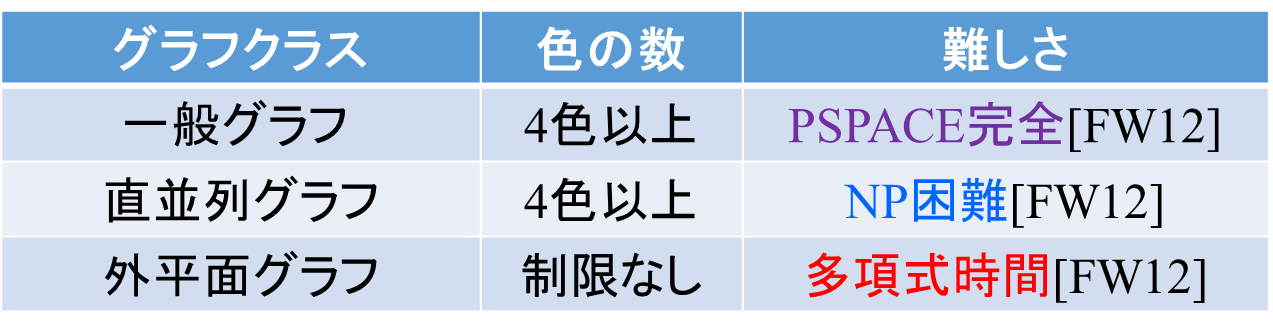 グラフクラス 色の数 難しさ
一般グラフ 4色以上 PSPACE完全[FW12]
直並列グラフ 4色以上 NP困難[FW12]
外平面グラフ 制限なし 多項式時間[FW12]